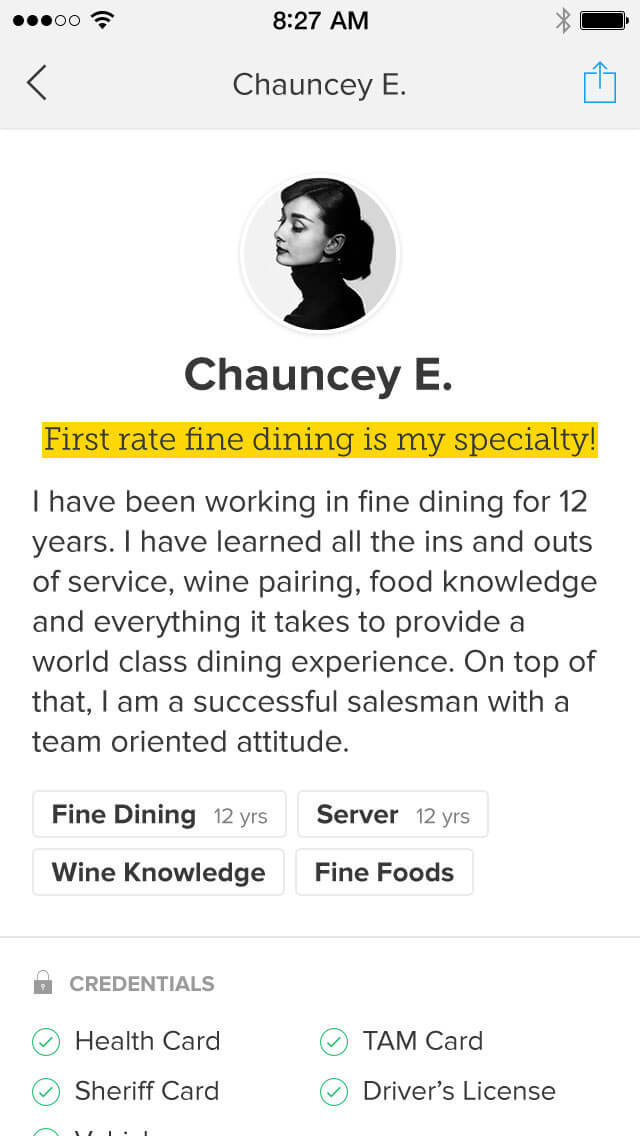 8:27 AM
Chauncey E.
Chauncey E.
First rate fine dining is my specialty!
I have been working in fine dining for 12
years. I have learned all the ins and outs
of service, wine pairing, food knowledge
and everything it takes to provide a
world class dining experience. On top of
that, I am a successful salesman with a
team oriented attitude.
Fine Dining 12 yrs Server 12 yrs
Wine Knowledge Fine Foods
CREDENTIALS
Health Card TAM Card
Sheriff Card Driver’s License